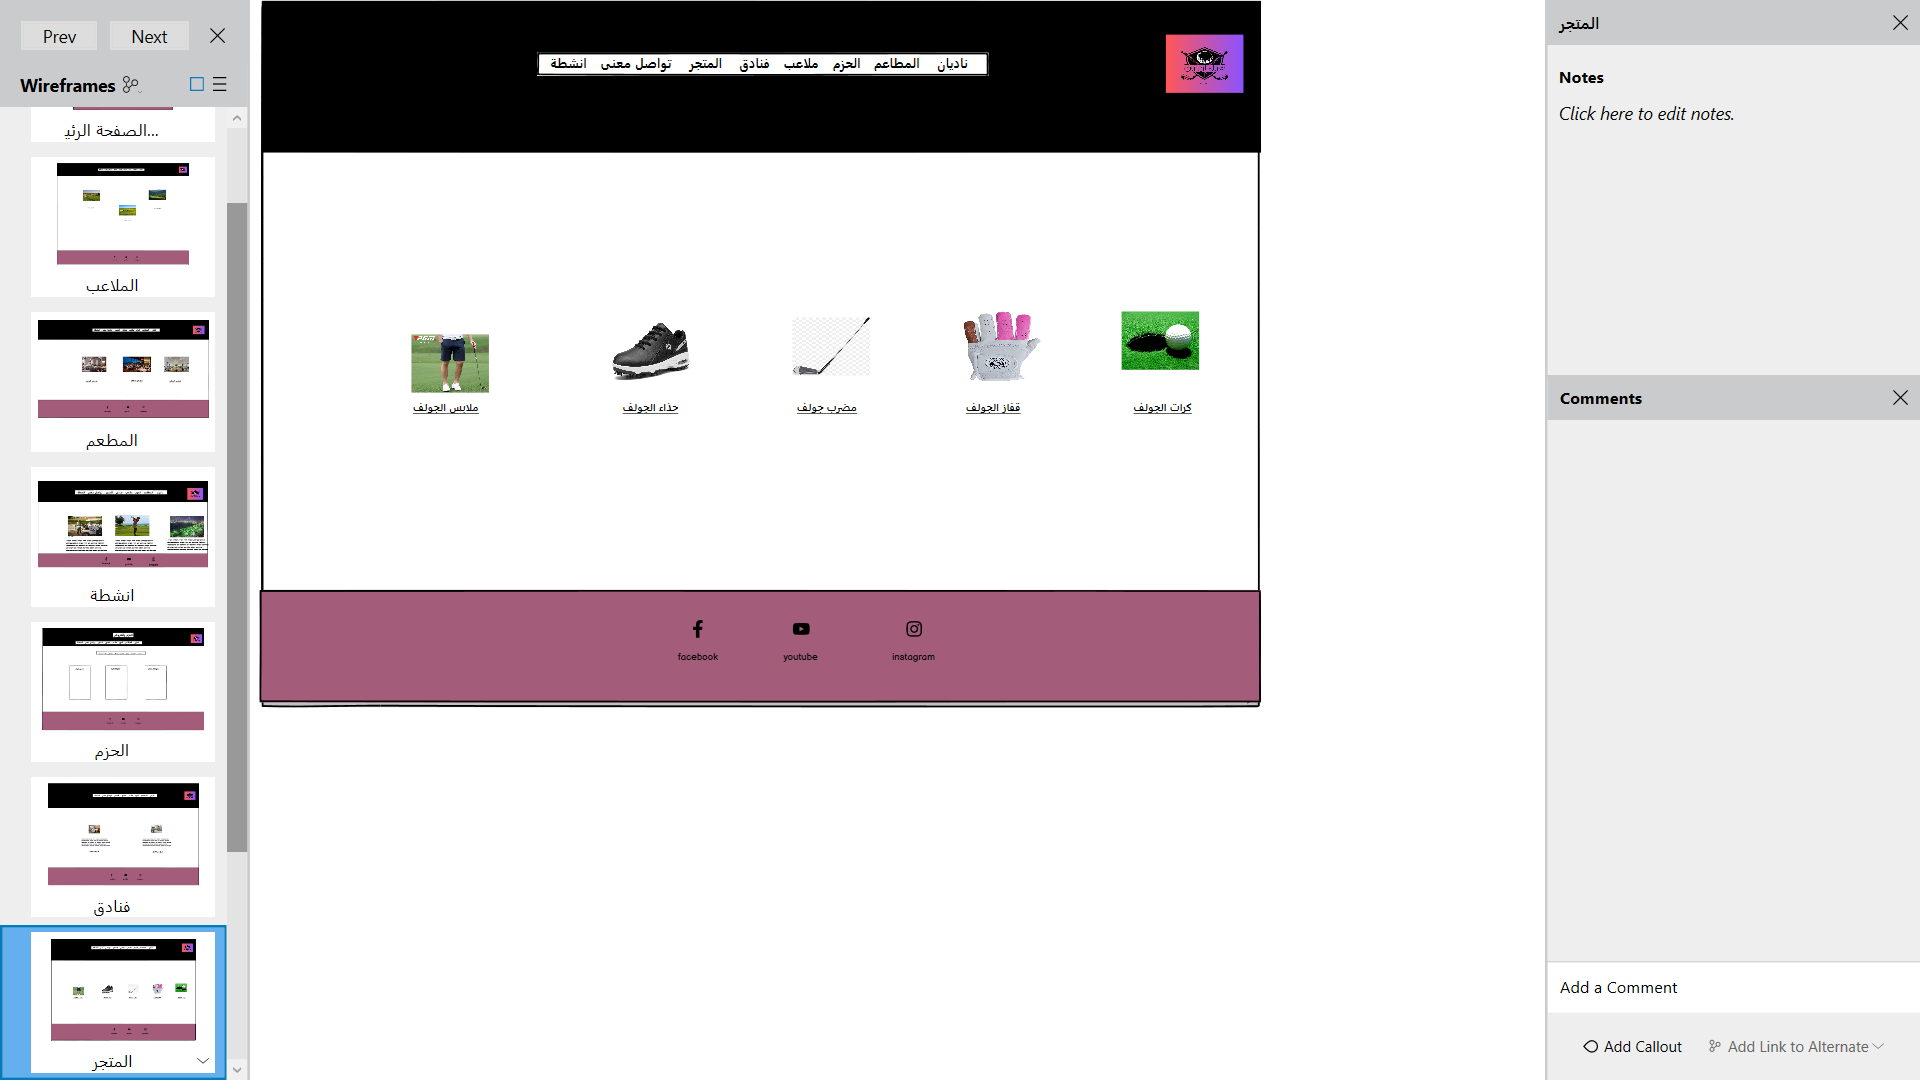 Prev
Next
Wireframes
الصفحة الرئي...
الملاعب
المطعم
انشطة
الحزم
فنادق
المتجر
ناديان المطاعم الحزم ملاعب فنادق المتجر تواصل معنى انشطة
كرات الجولف
قفاز الجولف
مضرب جولف
حذاء الجولف
ملابس الجولف
facebook
youtube
instagram
المتجر
Notes
Click here to edit notes.
Comments
Add a Comment
Add Callout
Add Link to Alternate